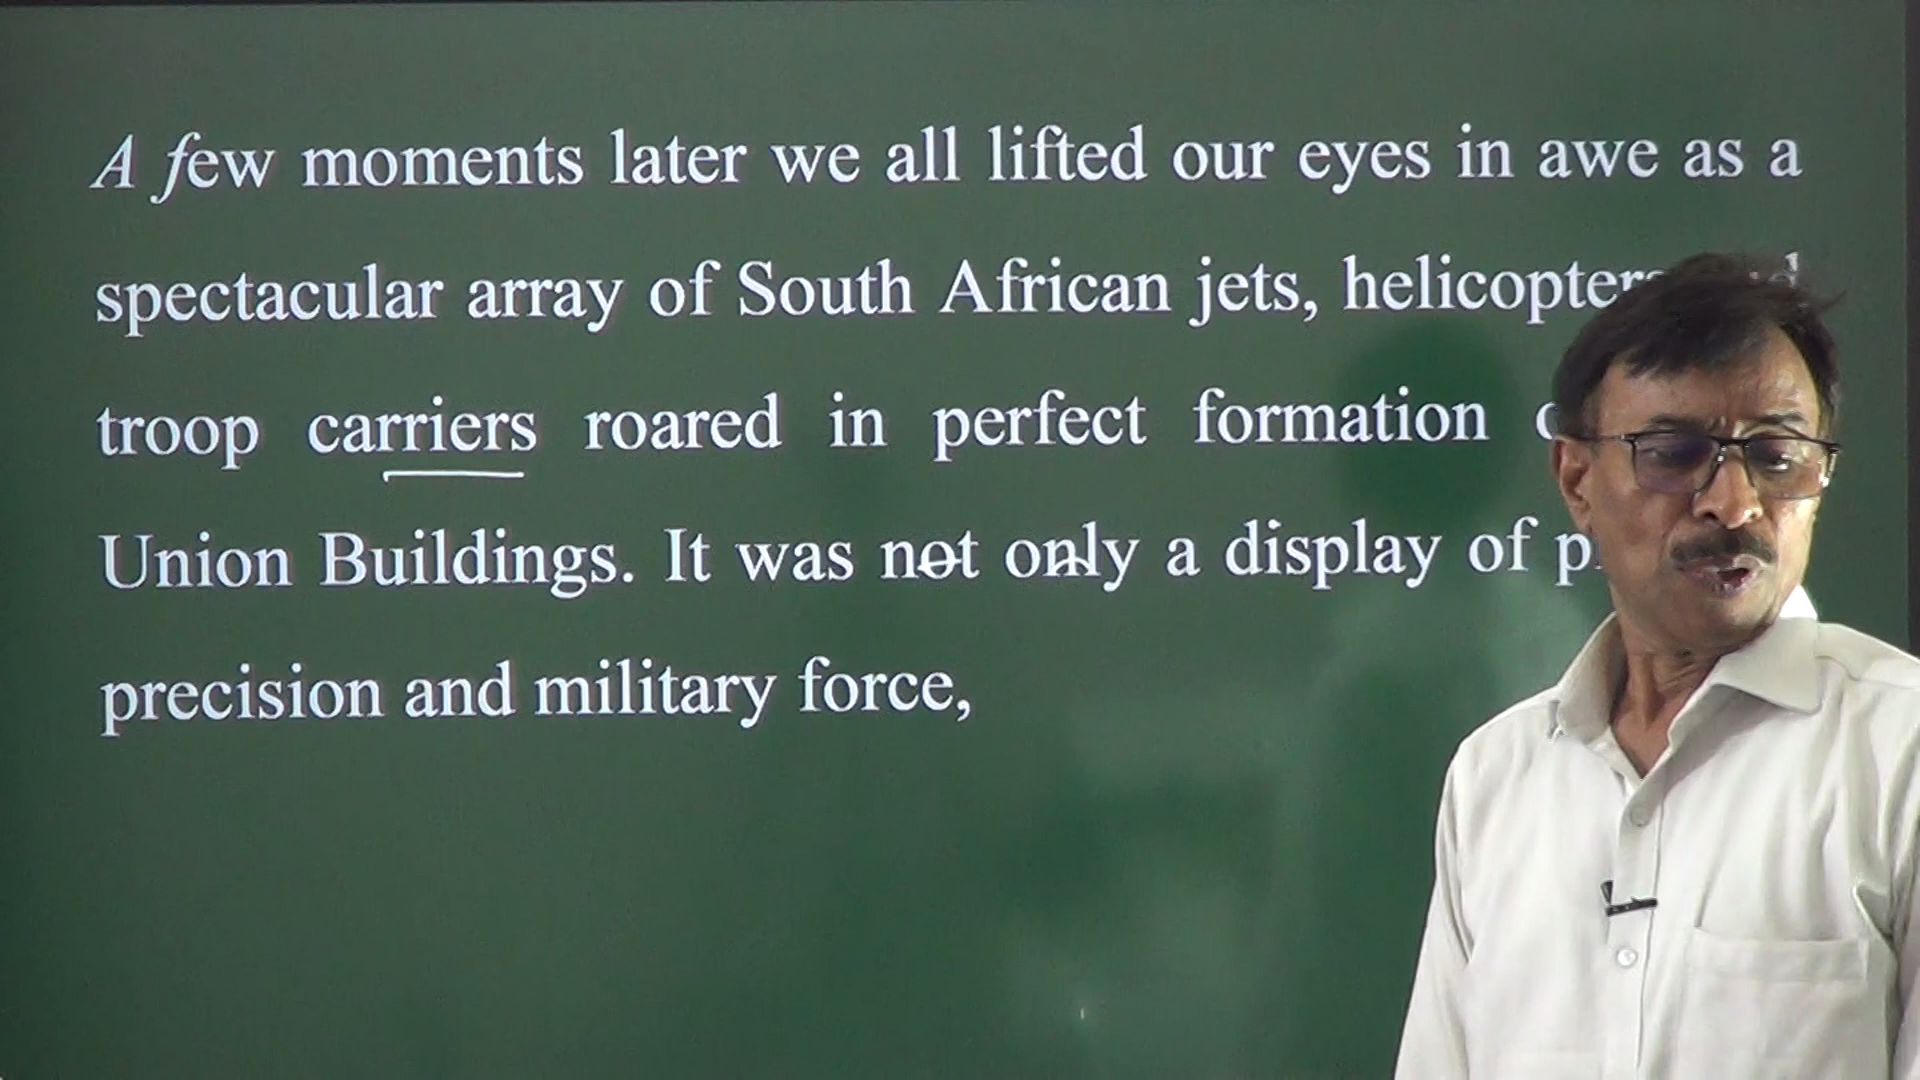 A few moments later we all lifted our eyes in awe as a
spectacular array of South African jets, helicopters
troop carriers roared in perfect formation
Union Buildings. It was not only a display of
precision and military force,